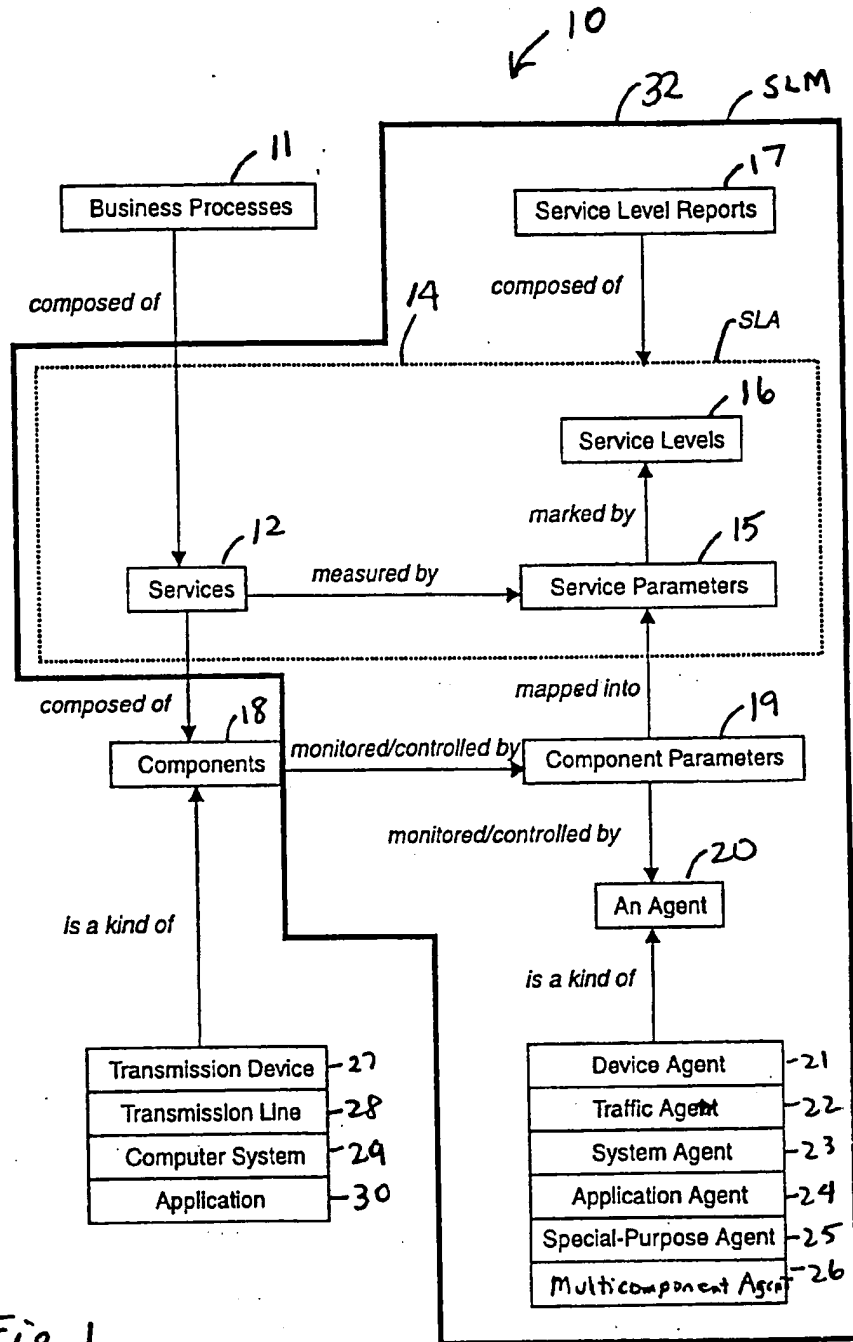 10
32 SLM
11
17
Business Processes
Service Level Reports
composed of
composed of
14
SLA
16
Service Levels
marked by
12
15
Services
measured by
Service Parameters
composed of
mapped into
18
19
Components
monitored/controlled by
Component Parameters
monitored/controlled by
20
An Agent
is a kind of
is a kind of
Transmission Device 27
Transmission Line 28
Computer System 29
Application 30
Device Agent 21
Traffic Agent 22
System Agent 23
Application Agent 24
Special-Purpose Agent 25
Multicomponent Agent 26
Fig. 1